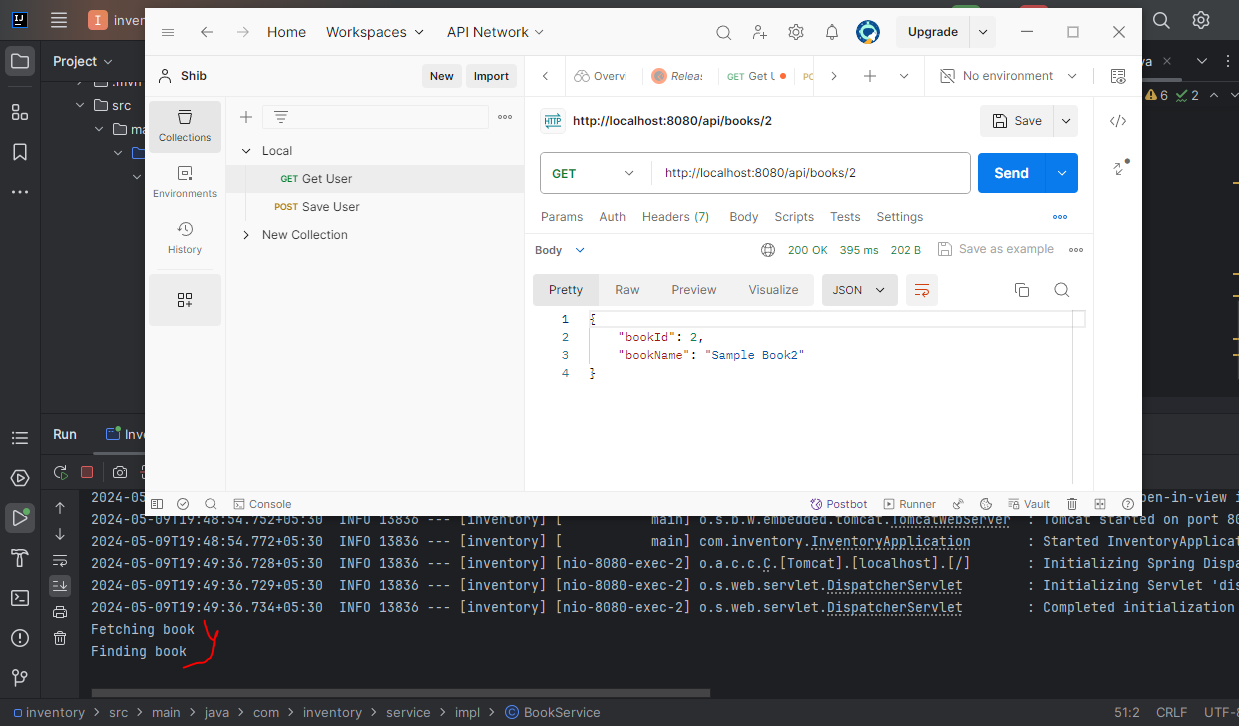 IJ
I
inven
Home Workspaces API Network Upgrade
Project
Shib New Import
Overvi Releas GET Get U PO No environment
va
6 2
src
ma
Collections
Environments
History
Local
GET Get User
POST Save User
New Collection
HTTP http://localhost:8080/api/books/2 Save
GET http://localhost:8080/api/books/2 Send
Params Auth Headers (7) Body Scripts Tests Settings
Body 200 OK 395 ms 202 B Save as example
Pretty Raw Preview Visualize JSON
1 {
2 "bookId": 2,
3 "bookName": "Sample Book2"
4 }
Console Postbot Runner Vault
Run Inve
2024-05 pen-in-view i
2024-05-09T19:48:54.752+05:30 INFO 13836 --- [inventory] [ main] o.s.b.w.embedded.tomcat.TomcatWebServer : Tomcat started on port 80
2024-05-09T19:48:54.772+05:30 INFO 13836 --- [inventory] [ main] com.inventory.InventoryApplication : Started InventoryApplicat
2024-05-09T19:49:36.728+05:30 INFO 13836 --- [inventory] [nio-8080-exec-2] o.a.c.c.C.[Tomcat].[localhost].[/] : Initializing Spring Dispa
2024-05-09T19:49:36.729+05:30 INFO 13836 --- [inventory] [nio-8080-exec-2] o.s.web.servlet.DispatcherServlet : Initializing Servlet 'dis
2024-05-09T19:49:36.734+05:30 INFO 13836 --- [inventory] [nio-8080-exec-2] o.s.web.servlet.DispatcherServlet : Completed initialization
Fetching book
Finding book
inventory > src > main > java > com > inventory > service > impl > BookService 51:2 CRLF UTF-8